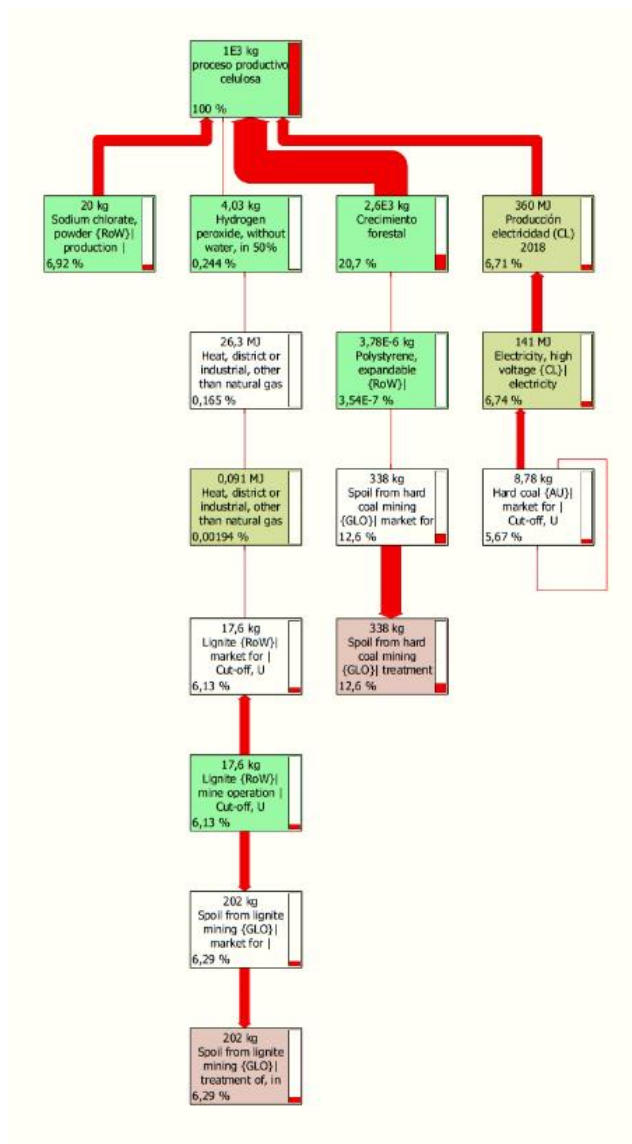 1E3 kg
proceso productivo
celulosa
100 %
20 kg
Sodium chlorate,
powder {RoW}|
production |
6,92 %
4,03 kg
Hydrogen
peroxide, without
water, in 50%
0,244 %
2,6E3 kg
Crecimiento
forestal
20,7 %
360 MJ
Producción
electricidad (CL)
2018
6,71 %
26,3 MJ
Heat, district or
industrial, other
than natural gas
0,165 %
3,78E-6 kg
Polystyrene,
expandable
{RoW}|
3,54E-7 %
141 MJ
Electricity, high
voltage {CL}|
electricity
6,74 %
0,091 MJ
Heat, district or
industrial, other
than natural gas
0,00194 %
338 kg
Spoil from hard
coal mining
{GLO}| market for
12,6 %
8,78 kg
Hard coal {AU}|
market for |
Cut-off, U
5,67 %
17,6 kg
Lignite {RoW}|
market for |
Cut-off, U
6,13 %
338 kg
Spoil from hard
coal mining
{GLO}| treatment
12,6 %
17,6 kg
Lignite {RoW}|
mine operation |
Cut-off, U
6,13 %
202 kg
Spoil from lignite
mining {GLO}|
market for |
6,29 %
202 kg
Spoil from lignite
mining {GLO}|
treatment of, in
6,29 %